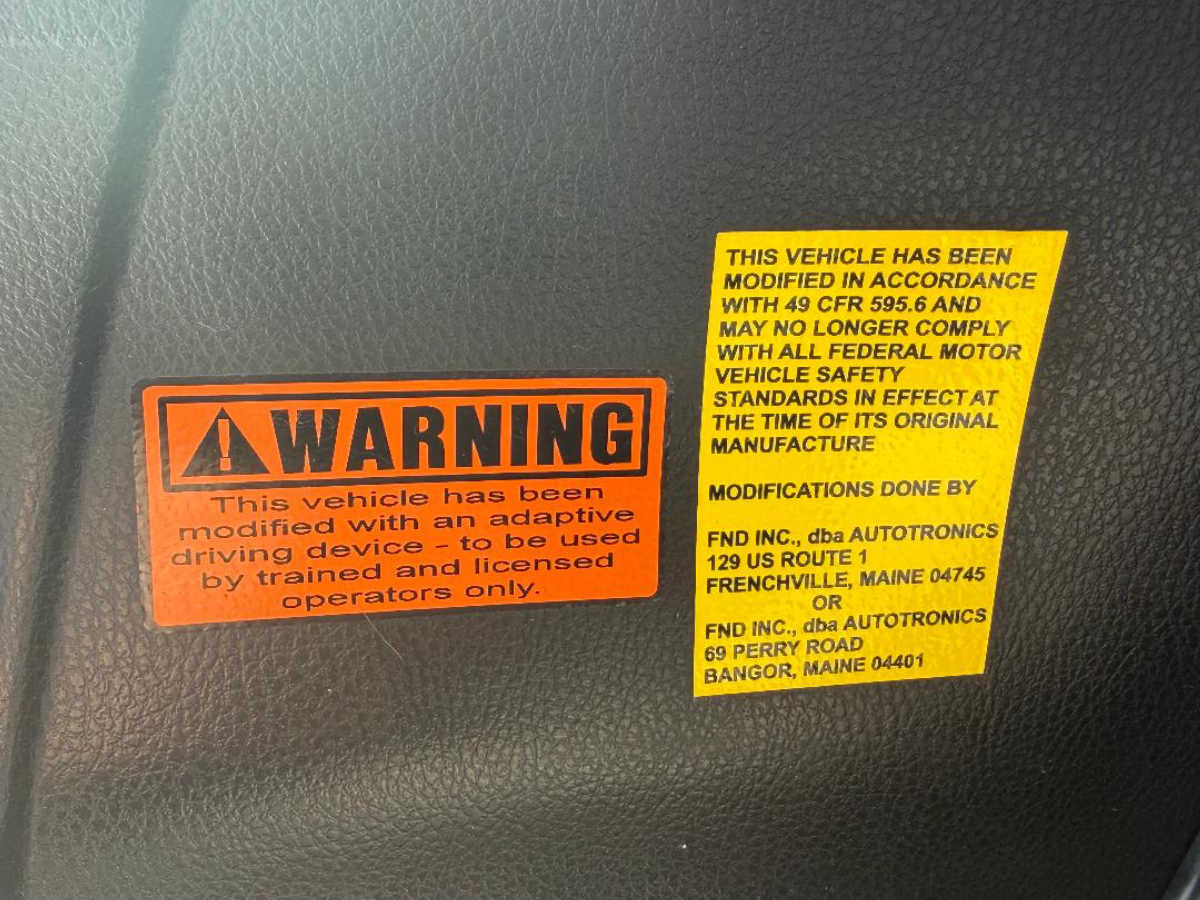 WARNING
This vehicle has been
modified with an adaptive
driving device - to be used
by trained and licensed
operators only.
THIS VEHICLE HAS BEEN
MODIFIED IN ACCORDANCE
WITH 49 CFR 595.6 AND
MAY NO LONGER COMPLY
WITH ALL FEDERAL MOTOR
VEHICLE SAFETY
STANDARDS IN EFFECT AT
THE TIME OF ITS ORIGINAL
MANUFACTURE
MODIFICATIONS DONE BY
FND INC., dba AUTOTRONICS
129 US ROUTE 1
FRENCHVILLE, MAINE 04745
OR
FND INC., dba AUTOTRONICS
69 PERRY ROAD
BANGOR, MAINE 04401